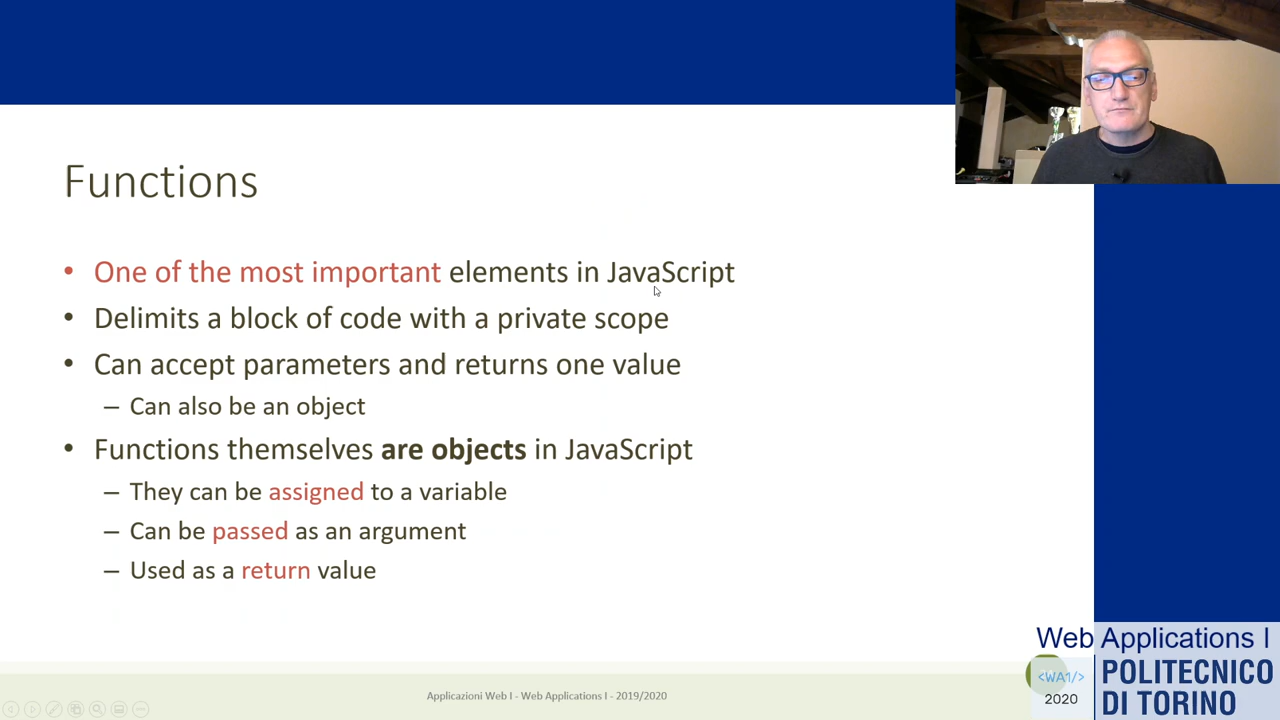 Functions
• One of the most important elements in JavaScript
• Delimits a block of code with a private scope
• Can accept parameters and returns one value
– Can also be an object
• Functions themselves are objects in JavaScript
– They can be assigned to a variable
– Can be passed as an argument
– Used as a return value
Applicazioni Web I - Web Applications I - 2019/2020
Web Applications I
<WA1/>
2020
POLITECNICO
DI TORINO